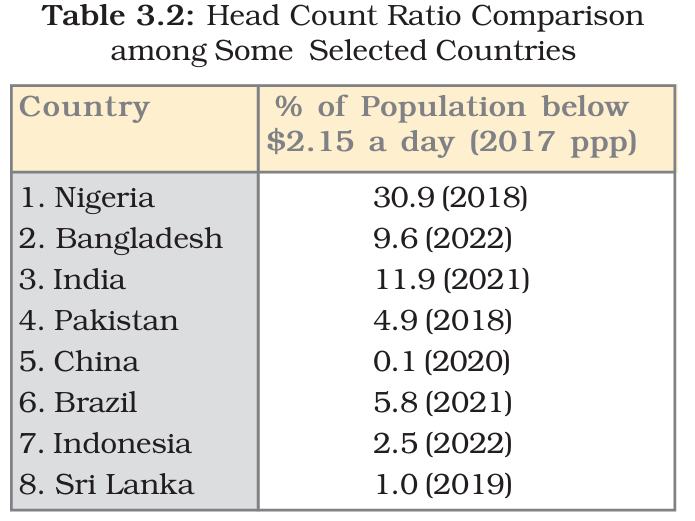 Table 3.2: Head Count Ratio Comparison
among Some Selected Countries
Country % of Population below
$2.15 a day (2017 ppp)
1. Nigeria 30.9 (2018)
2. Bangladesh 9.6 (2022)
3. India 11.9 (2021)
4. Pakistan 4.9 (2018)
5. China 0.1 (2020)
6. Brazil 5.8 (2021)
7. Indonesia 2.5 (2022)
8. Sri Lanka 1.0 (2019)